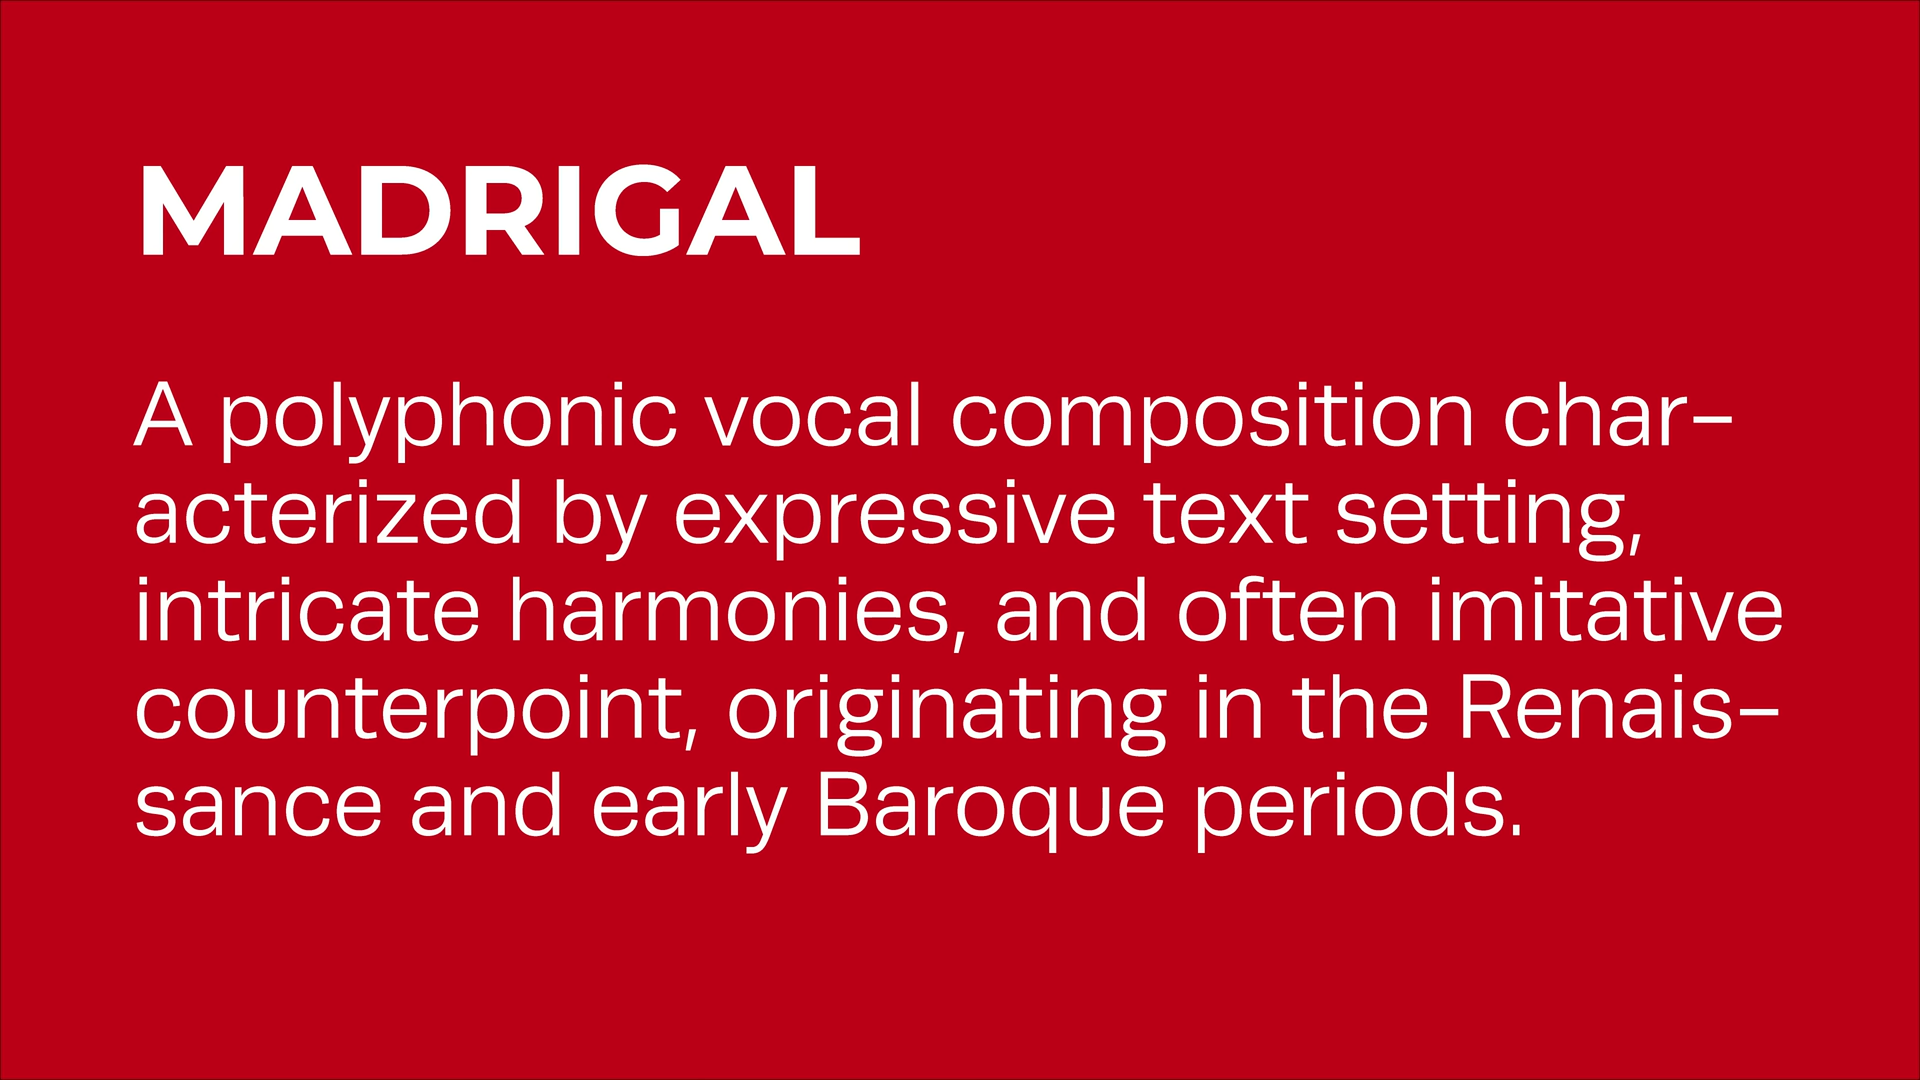 MADRIGAL
A polyphonic vocal composition char-
acterized by expressive text setting,
intricate harmonies, and often imitative
counterpoint, originating in the Renais-
sance and early Baroque periods.